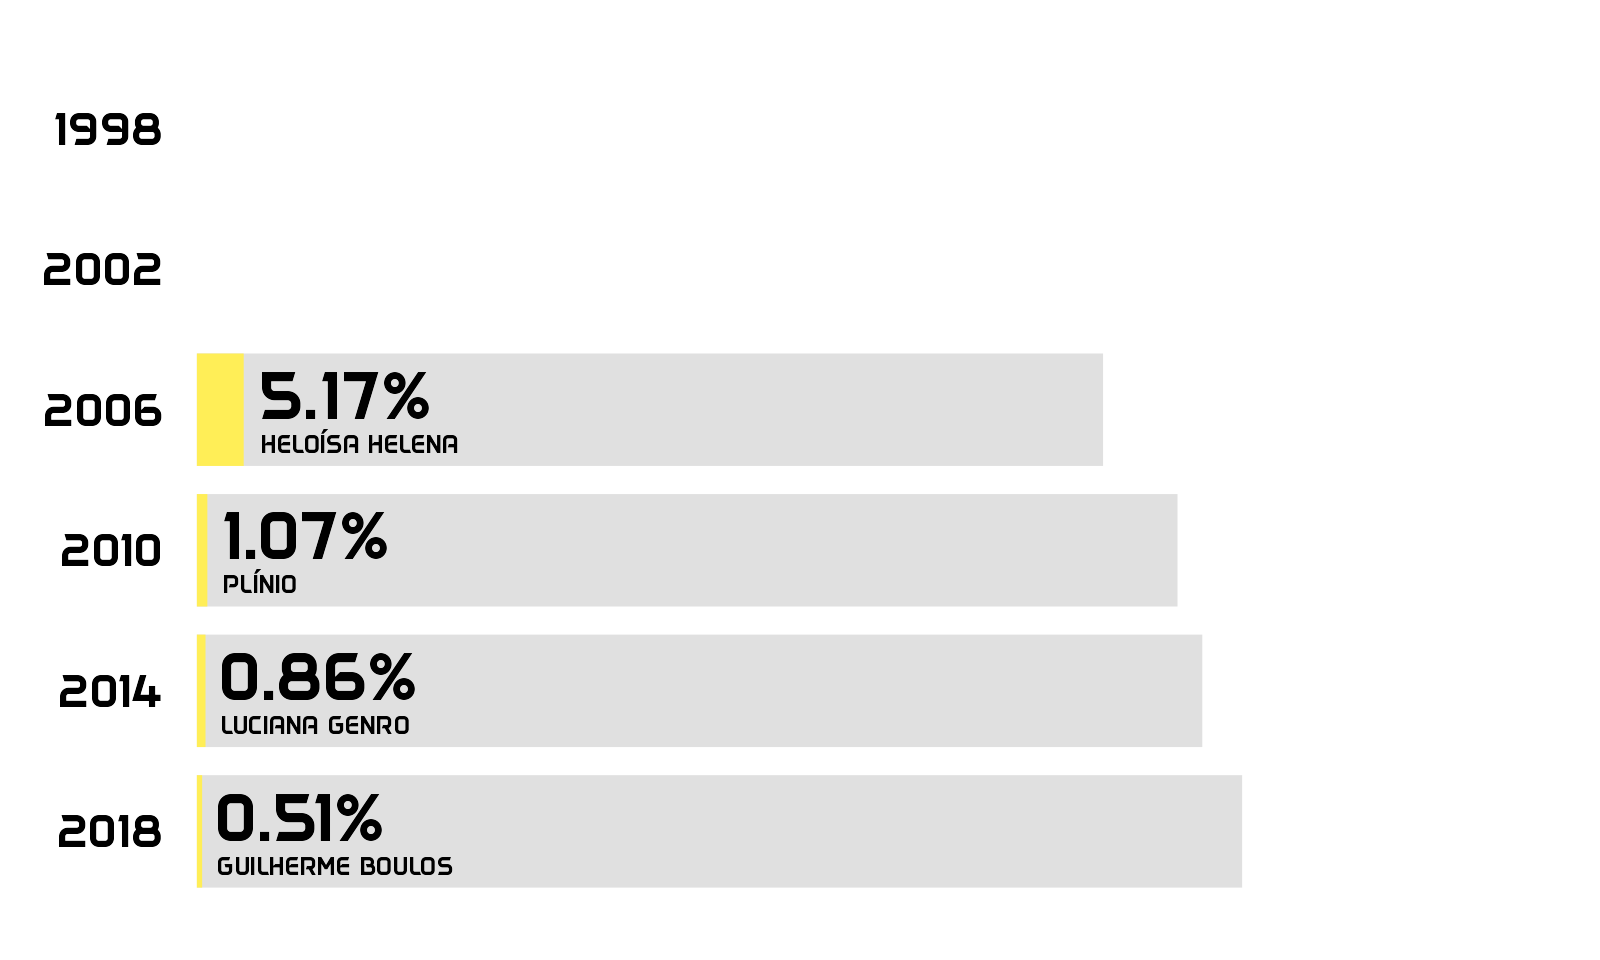 1998
2002
2006
5.17%
HELOÍSA HELENA
2010
1.07%
PLÍNIO
2014
0.86%
LUCIANA GENRO
2018
0.51%
GUILHERME BOULOS